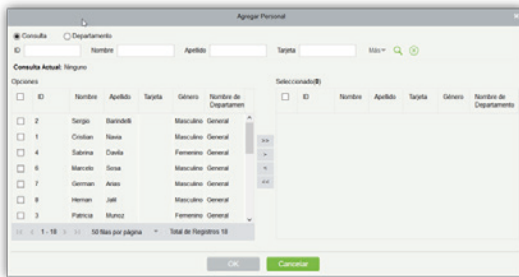 Agregar Personal
Consulta Departamento
ID Nombre Apellido Tarjeta Más
Consulta Actual: Ninguno
Opciones Seleccionado(0)
ID Nombre Apellido Tarjeta Género Nombre de Departamen ID Nombre Apellido Tarjeta Género Nombre de Departamento
2 Sergio Barindelli Masculino General
1 Cristian Navia Masculino General
4 Sabrina Davila Femenino General
6 Marcelo Sosa Masculino General
7 German Arias Masculino General
8 Hernan Jalil Masculino General
3 Patricia Munoz Femenino General
>>
>
<
<<
1 - 18 50 filas por página Total de Registros 18
OK Cancelar